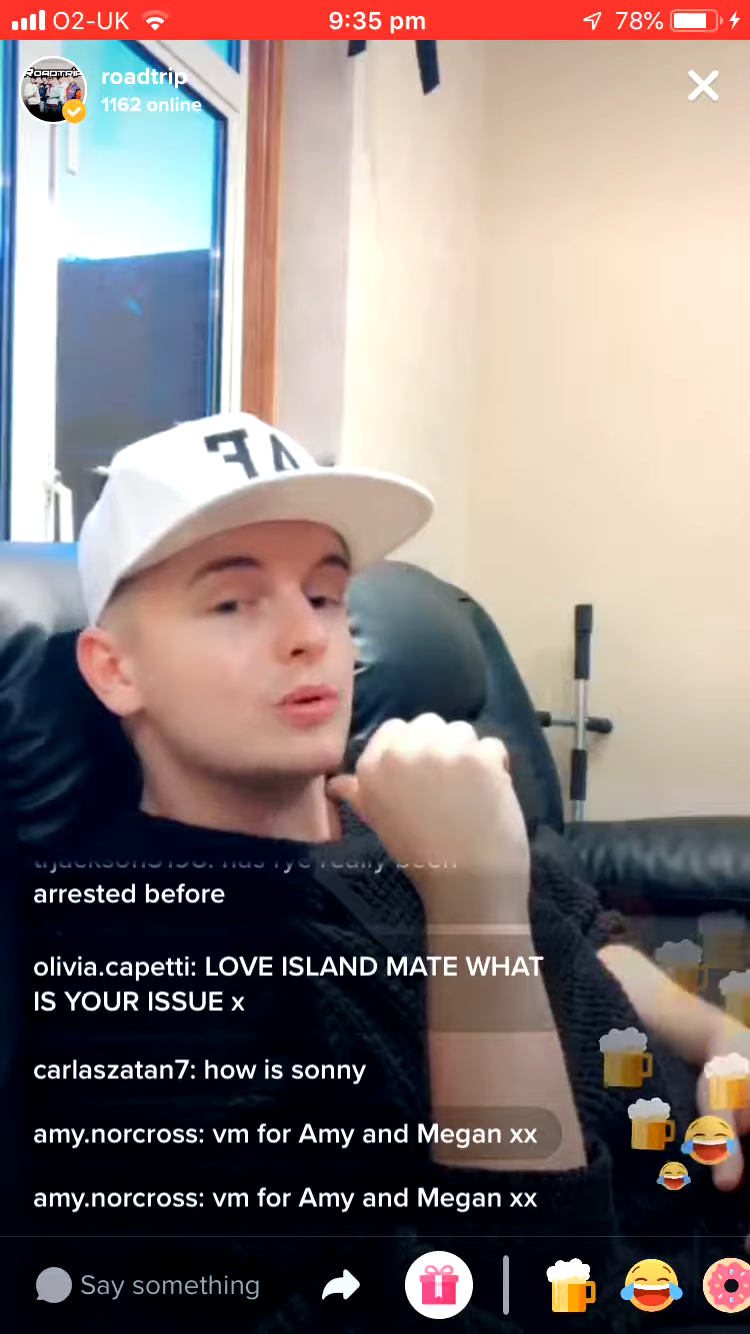 O2-UK 9:35 pm 78%
ROADTRIP
roadtrip
1162 online
arrested before
olivia.capetti: LOVE ISLAND MATE WHAT
IS YOUR ISSUE x
carlaszatan7: how is sonny
amy.norcross: vm for Amy and Megan xx
amy.norcross: vm for Amy and Megan xx
Say something